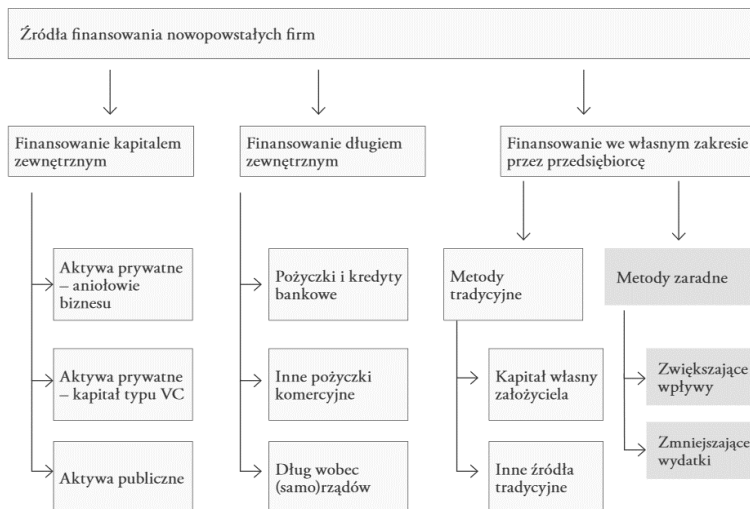 Źródła finansowania nowopowstałych firm
Finansowanie kapitałem
zewnętrznym
Finansowanie długiem
zewnętrznym
Finansowanie we własnym zakresie
przez przedsiębiorcę
Aktywa prywatne
– aniołowie
biznesu
Pożyczki i kredyty
bankowe
Metody
tradycyjne
Metody zaradne
Aktywa prywatne
– kapitał typu VC
Inne pożyczki
komercyjne
Kapitał własny
założyciela
Zwiększające
wpływy
Aktywa publiczne
Dług wobec
(samo)rządów
Inne źródła
tradycyjne
Zmniejszające
wydatki